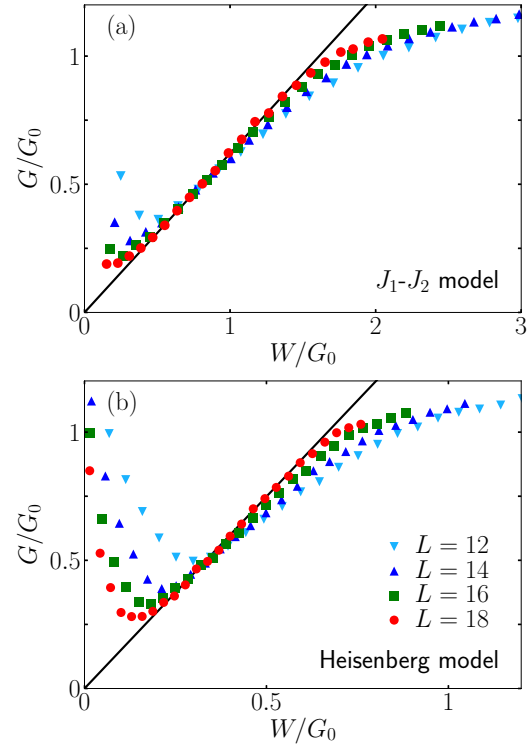 (a)
G/G₀
1
0.5
0
J₁-J₂ model
0 1 2 3
W/G₀
(b)
G/G₀
1
0.5
0
L = 12
L = 14
L = 16
L = 18
Heisenberg model
0 0.5 1
W/G₀